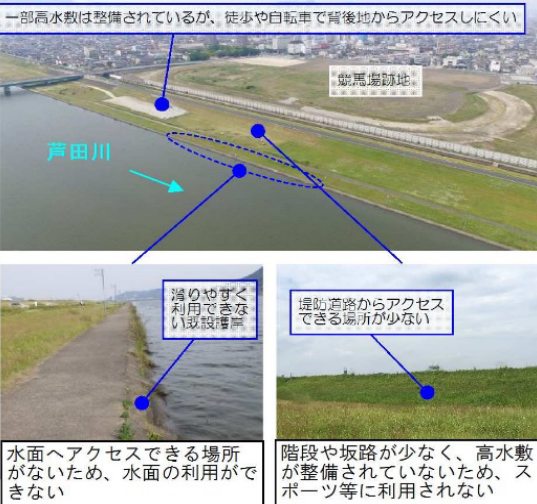 一部高水敷は整備されているが、徒歩や自転車で背後地からアクセスしにくい
競馬場跡地
芦田川
滑りやすく
利用できな
い既設護岸
堤防道路からアクセス
できる場所が少ない
水面へアクセスできる場所
がないため、水面の利用がで
きない
階段や坂路が少なく、高水敷
が整備されていないため、ス
ポーツ等に利用されない